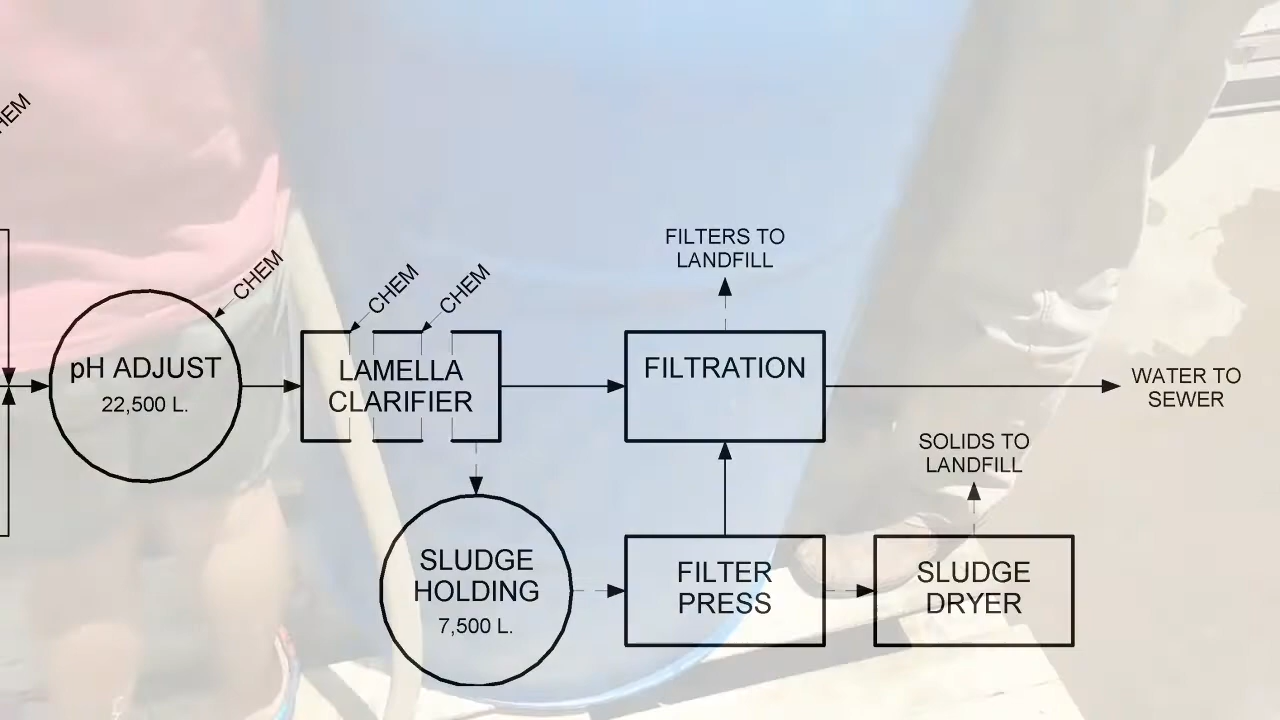 HEM
CHEM
pH ADJUST
22,500 L.
CHEM
CHEM
LAMELLA
CLARIFIER
FILTERS TO
LANDFILL
FILTRATION
WATER TO
SEWER
SLUDGE
HOLDING
7,500 L.
FILTER
PRESS
SOLIDS TO
LANDFILL
SLUDGE
DRYER